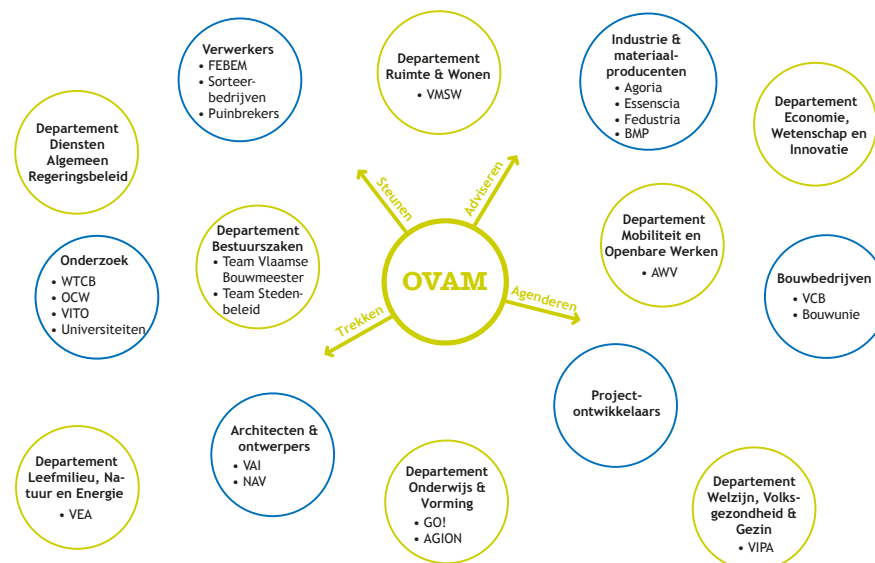 Verwerkers
• FEBEM
• Sorteer-
bedrijven
• Puinbrekers
Departement
Ruimte & Wonen
• VMSW
Industrie &
materiaal-
producenten
• Agoria
• Essenscia
• Fedustria
• BMP
Departement
Economie,
Wetenschap en
Innovatie
Departement
Diensten
Algemeen
Regeringsbeleid
Steunen
Adviseren
Departement
Bestuurszaken
• Team Vlaamse
Bouwmeester
• Team Steden-
beleid
Departement
Mobiliteit en
Openbare Werken
• AWV
Onderzoek
• WTCB
• OCW
• VITO
• Universiteiten
OVAM
Bouwbedrijven
• VCB
• Bouwunie
Trekken
Agenderen
Project-
ontwikkelaars
Architecten &
ontwerpers
• VAI
• NAV
Departement
Leefmilieu, Na-
tuur en Energie
• VEA
Departement
Onderwijs &
Vorming
• GO!
• AGION
Departement
Welzijn, Volks-
gezondheid &
Gezin
• VIPA